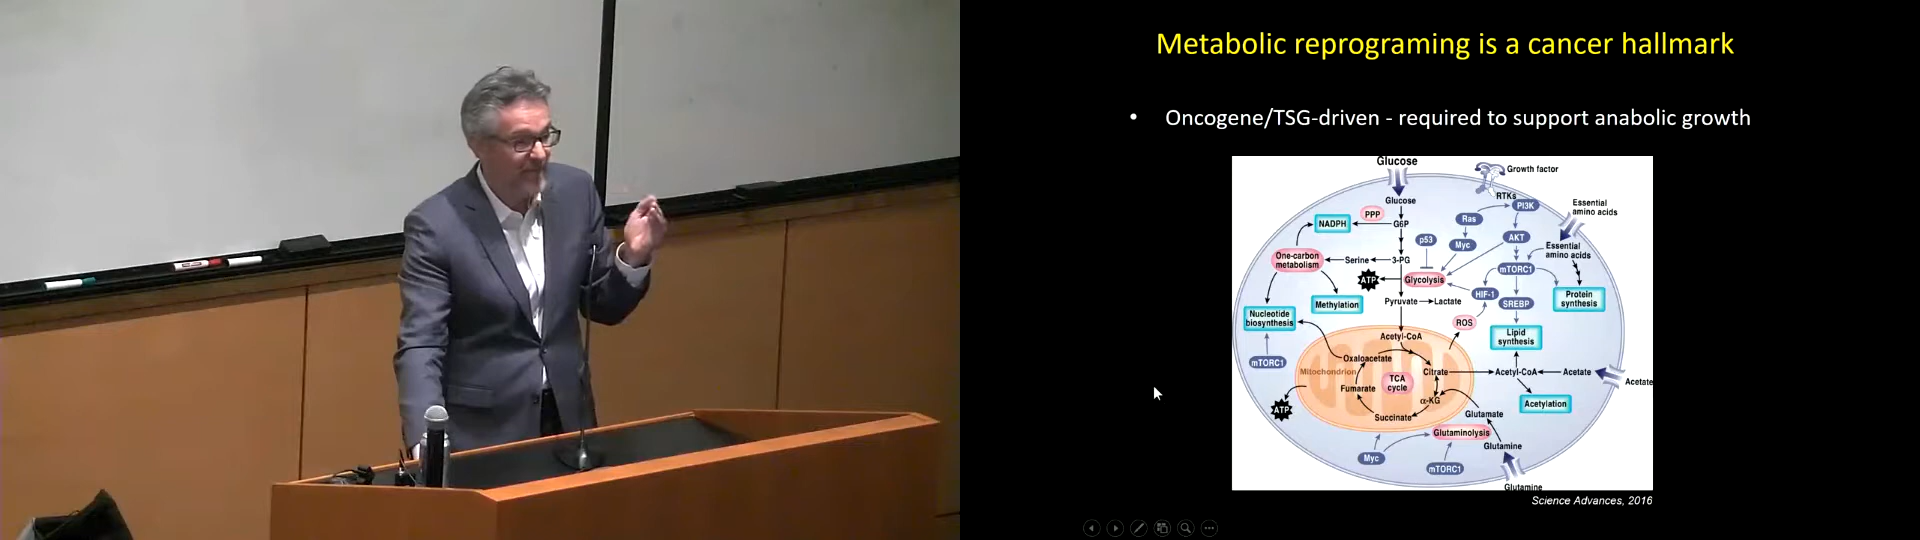 Metabolic reprograming is a cancer hallmark
• Oncogene/TSG-driven - required to support anabolic growth
Glucose
Growth factor
Glucose
RTKs
PI3K
Essential
amino acids
PPP
NADPH
G6P
Ras
p53
Myc
AKT
Essential
amino acids
One-carbon
metabolism
Serine
3-PG
mTORC1
ATP
Glycolysis
HIF-1
SREBP
Protein
synthesis
Methylation
Pyruvate
Lactate
Nucleotide
biosynthesis
ROS
Lipid
synthesis
Acetyl-CoA
mTORC1
Oxaloacetate
Mitochondrion
Citrate
Acetyl-CoA
Acetate
Acetate
TCA
cycle
Fumarate
α-KG
Acetylation
ATP
Succinate
Glutamate
Glutaminolysis
Glutamine
Myc
mTORC1
Glutamine
Science Advances, 2016